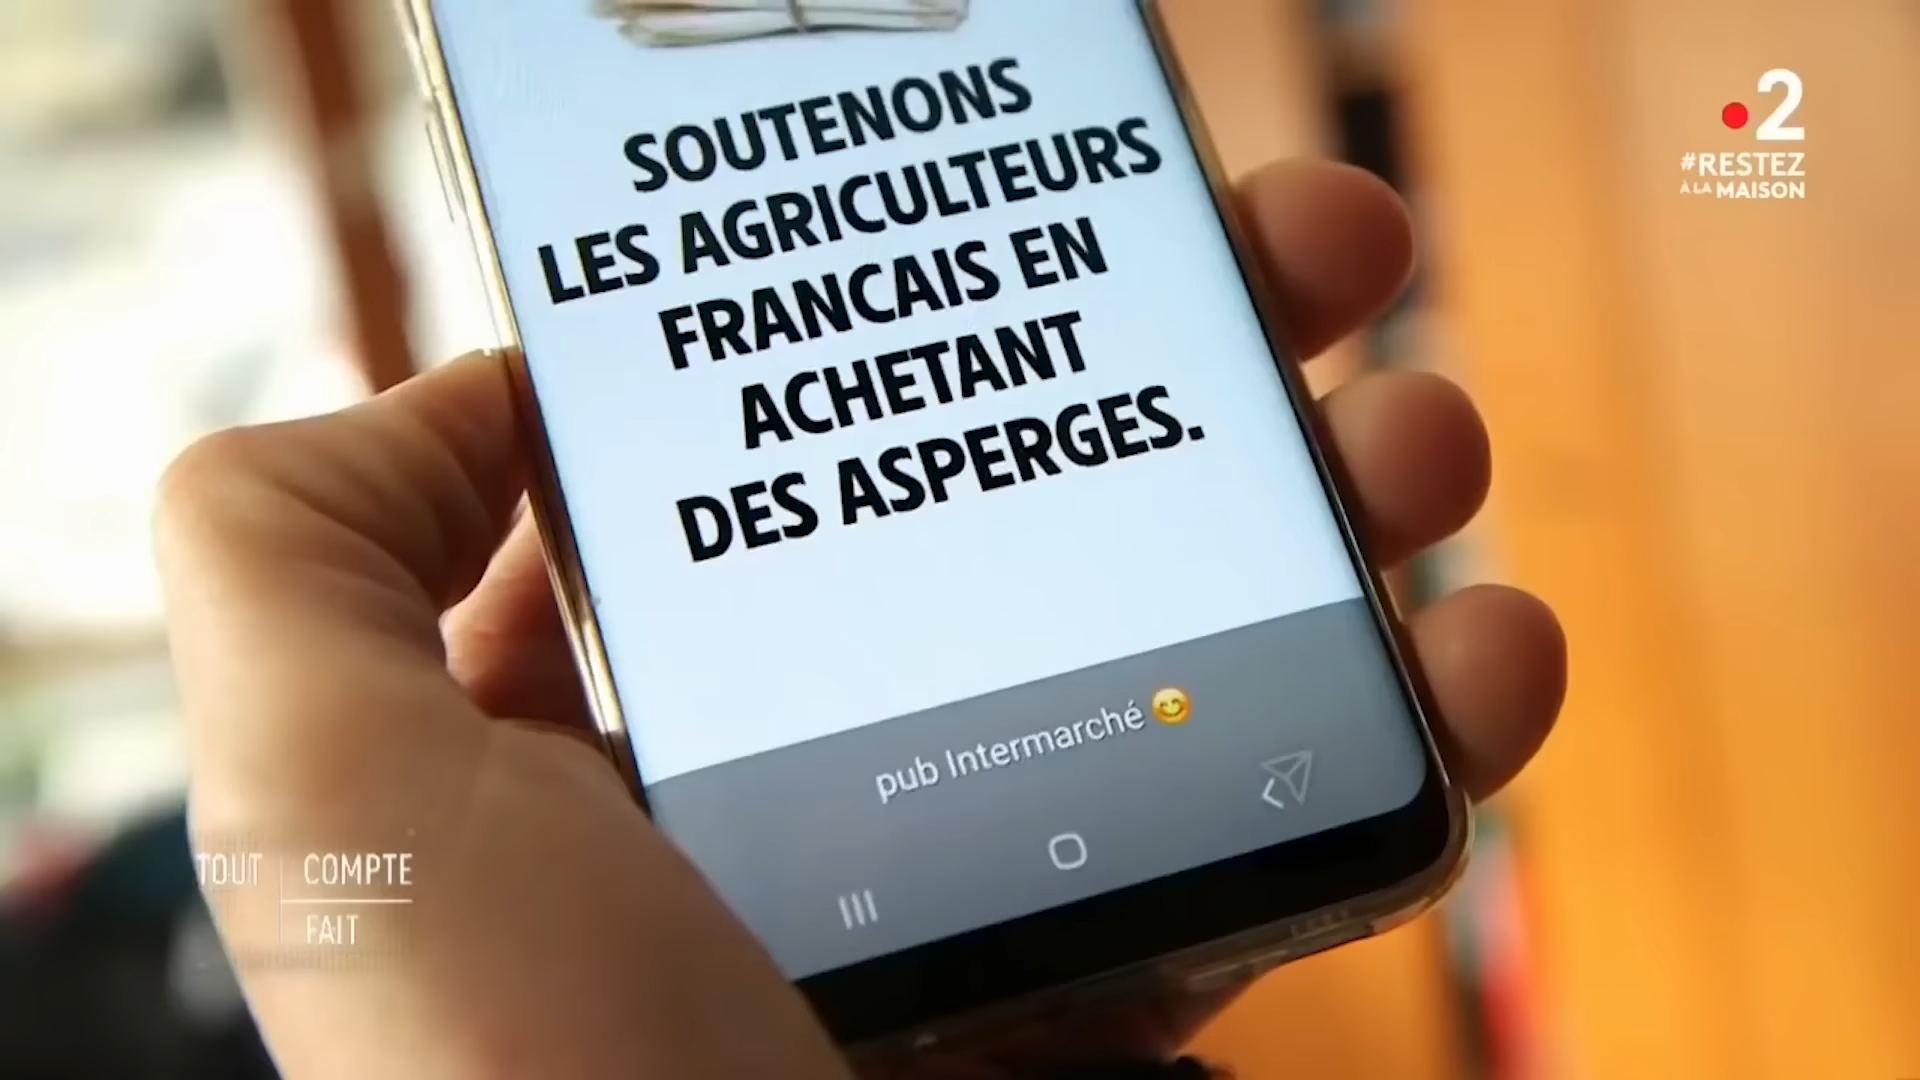 SOUTENONS
LES AGRICULTEURS
FRANCAIS EN
ACHETANT
DES ASPERGES.
pub Intermarché 😊
2
#RESTEZ
À LA MAISON
TOUT COMPTE
FAIT